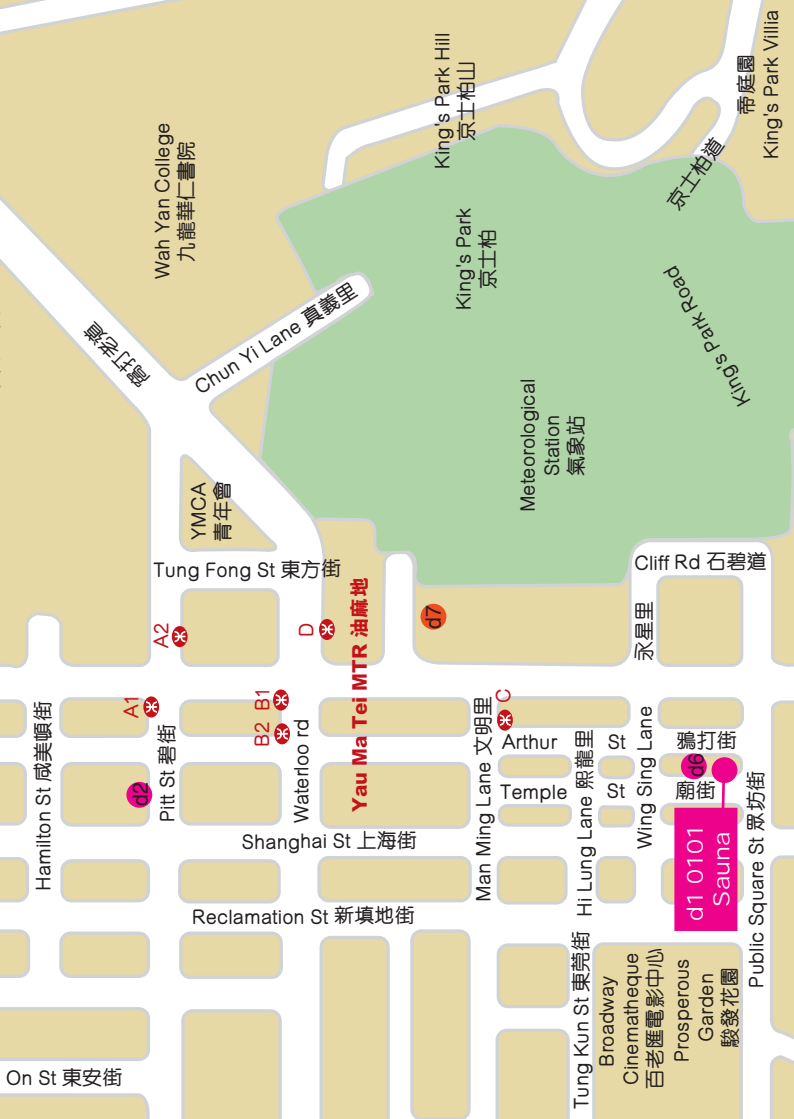 Wah Yan College
九龍華仁書院
King's Park Hill
京士柏山
帝庭園
King's Park Villia
京士柏道
King's Park
京士柏
King's Park Road
窩打老道
Chun Yi Lane 真義里
Meteorological
Station
氣象站
YMCA
青年會
Tung Fong St 東方街
Cliff Rd 石碧道
A2
D
Yau Ma Tei MTR 油麻地
d7
永星里
Hamilton St 咸美頓街
A1
Pitt St 碧街
B2 B1
Waterloo rd
Man Ming Lane 文明里
C
Arthur St 鴉打街
Hi Lung Lane 熙龍里
Wing Sing Lane
d2
d6
Temple St 廟街
Public Square St 眾坊街
d1 0101
Sauna
Shanghai St 上海街
Reclamation St 新填地街
Tung Kun St 東莞街
Broadway
Cinematheque
百老匯電影中心
Prosperous
Garden
駿發花園
On St 東安街